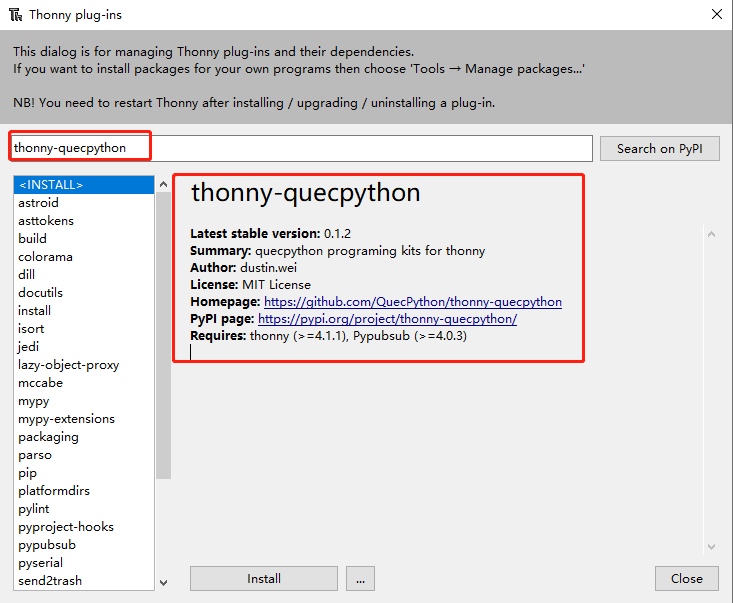 Thonny plug-ins
This dialog is for managing Thonny plug-ins and their dependencies.
If you want to install packages for your own programs then choose 'Tools → Manage packages...'
NB! You need to restart Thonny after installing / upgrading / uninstalling a plug-in.
thonny-quecpython
Search on PyPI
<INSTALL>
astroid
asttokens
build
colorama
dill
docutils
install
isort
jedi
lazy-object-proxy
mccabe
mypy
mypy-extensions
packaging
parso
pip
platformdirs
pylint
pyproject-hooks
pypubsub
pyserial
send2trash
thonny-quecpython
Latest stable version: 0.1.2
Summary: quecpython programing kits for thonny
Author: dustin.wei
License: MIT License
Homepage: https://github.com/QuecPython/thonny-quecpython
PyPI page: https://pypi.org/project/thonny-quecpython/
Requires: thonny (>=4.1.1), Pypubsub (>=4.0.3)
Install
...
Close